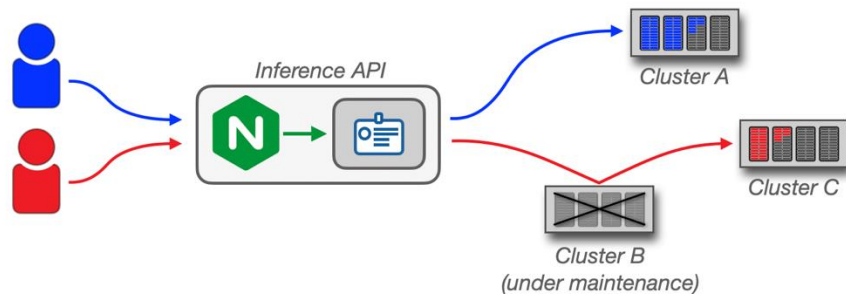 Inference API
N
Cluster A
Cluster C
Cluster B
(under maintenance)